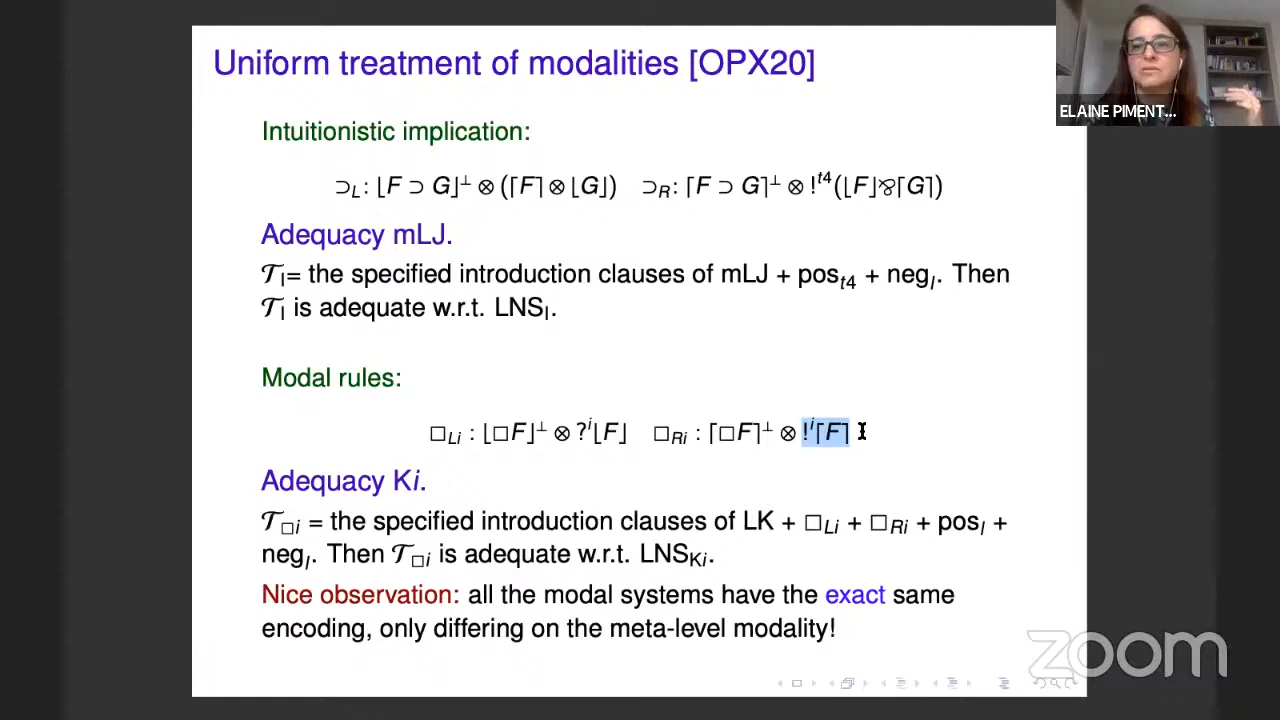 Uniform treatment of modalities [OPX20]
ELAINE PIMENT...
Intuitionistic implication:
⊃L: ⌊F ⊃ G⌋⊥ ⊗ (⌈F⌉ ⊗ ⌊G⌋) ⊃R: ⌈F ⊃ G⌉⊥ ⊗ !t4(⌊F⌋⅋⌈G⌉)
Adequacy mLJ.
𝒯I= the specified introduction clauses of mLJ + post4 + negl. Then
𝒯I is adequate w.r.t. LNSI.
Modal rules:
□Li : ⌊□F⌋⊥ ⊗ ?i⌊F⌋ □Ri : ⌈□F⌉⊥ ⊗ !i⌈F⌉
Adequacy Ki.
𝒯□i = the specified introduction clauses of LK + □Li + □Ri + posl +
negl. Then 𝒯□i is adequate w.r.t. LNSKi.
Nice observation: all the modal systems have the exact same
encoding, only differing on the meta-level modality!
zoom